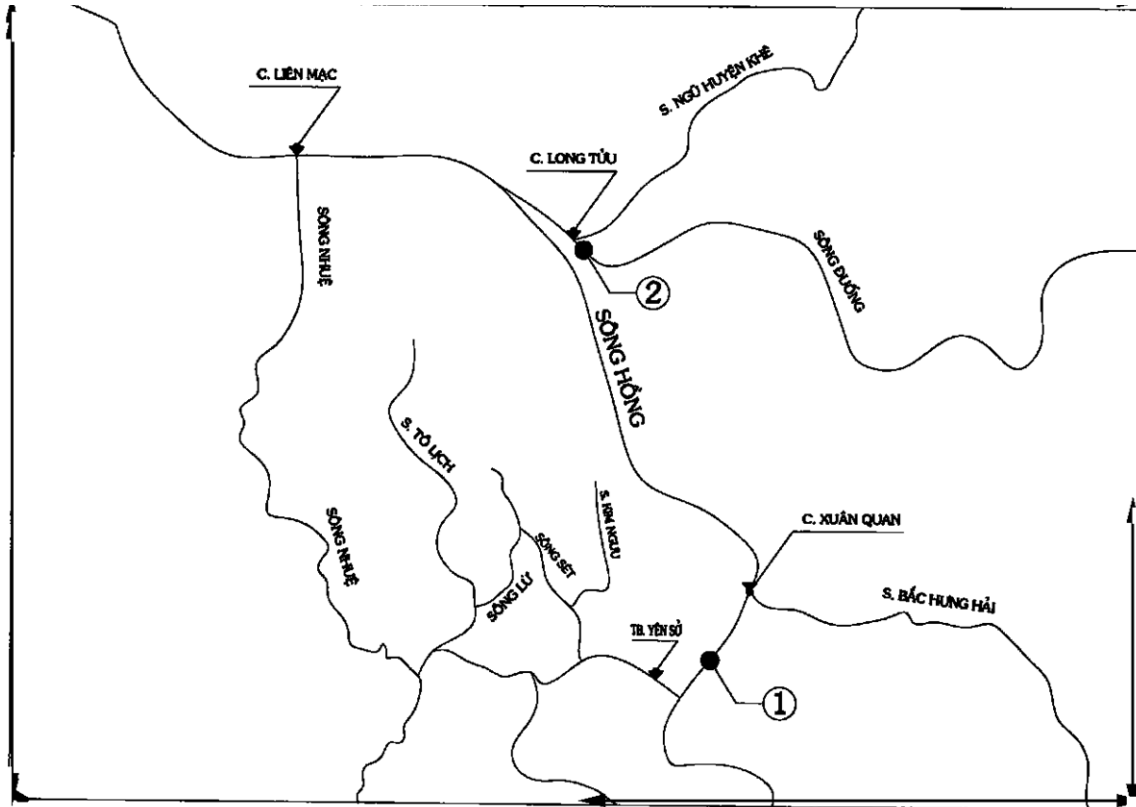 C. LIÊN MẠC
S. NGŨ HUYỆN KHÊ
C. LONG TỬU
SÔNG NHUỆ
SÔNG ĐUỐNG
②
SÔNG HỒNG
S. TÔ LỊCH
S. KIM NGƯU
SÔNG NHUỆ
SÔNG SÉT
C. XUÂN QUAN
SÔNG LỪ
S. BẮC HƯNG HẢI
TB. YÊN SỞ
①